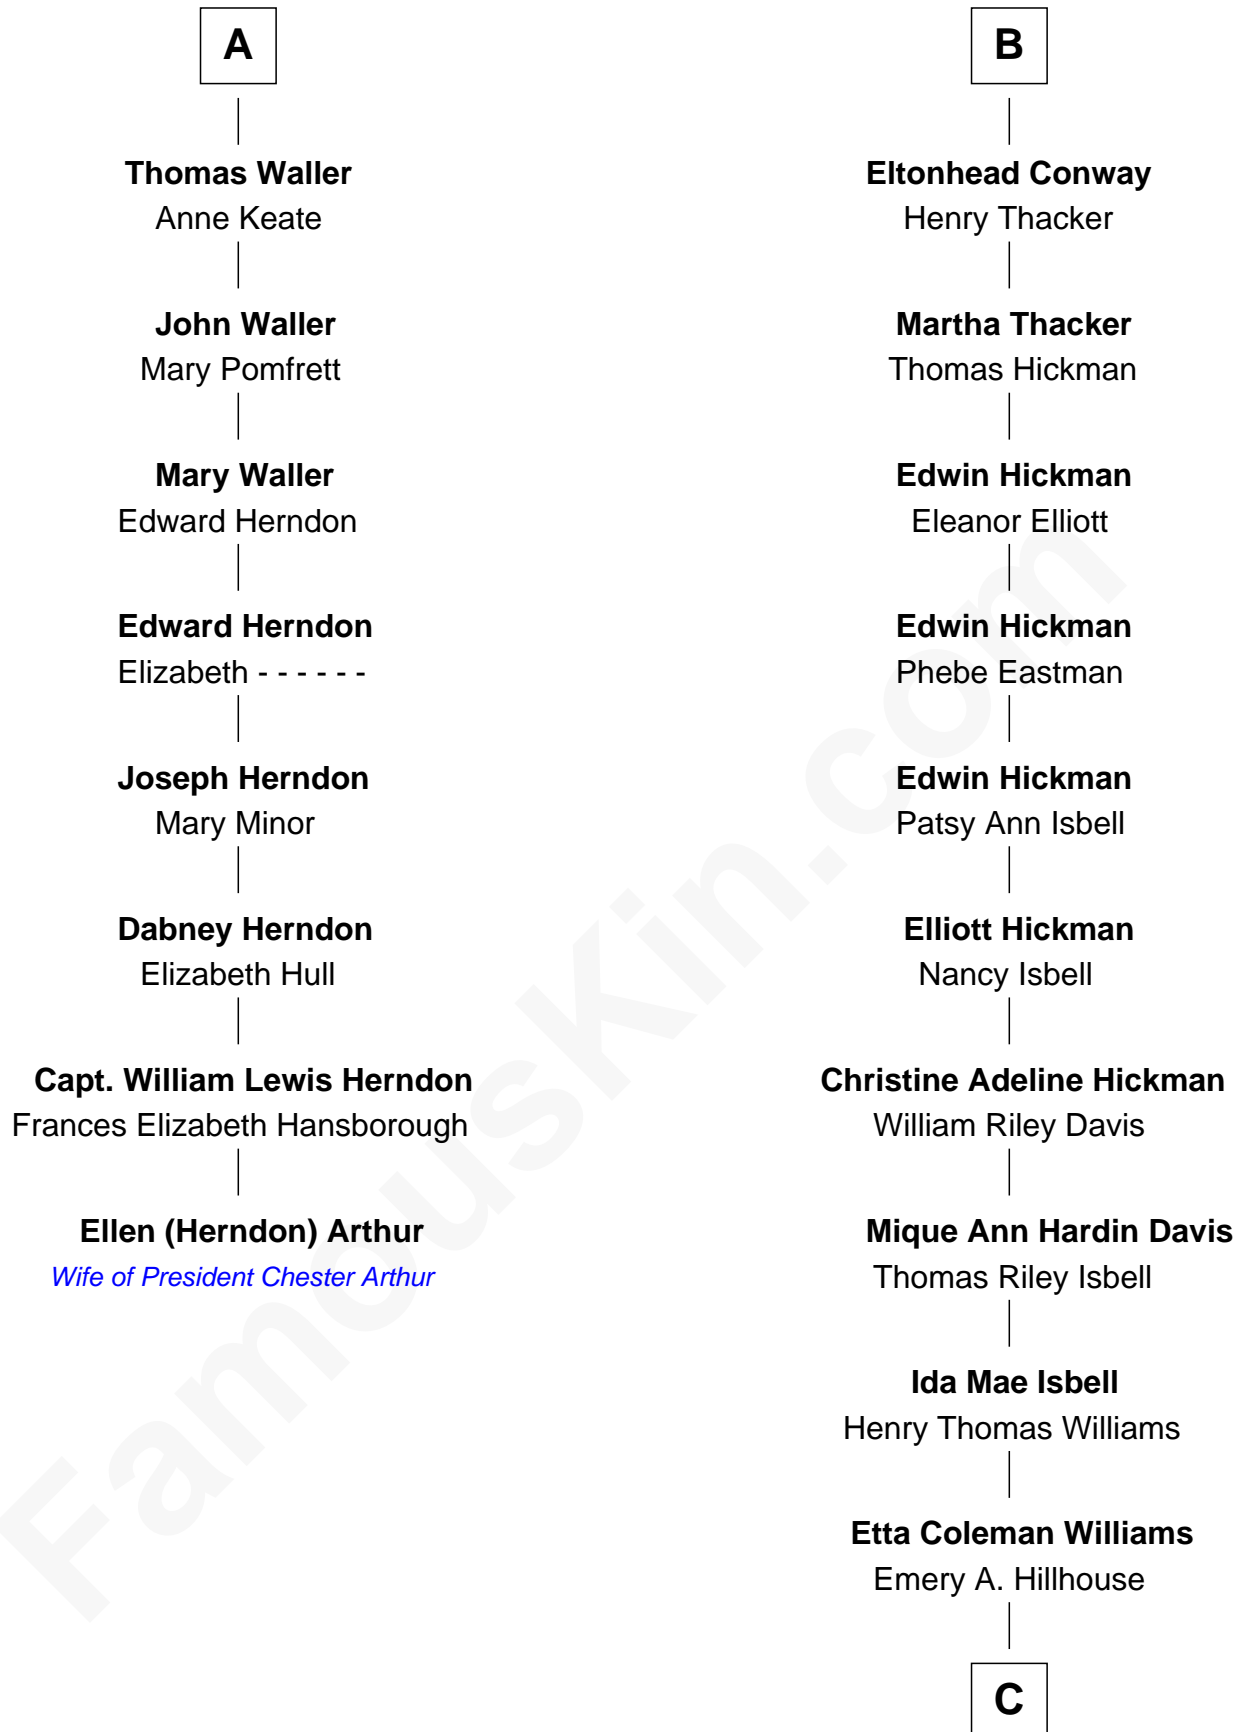 A
Thomas Waller
Anne Keate
John Waller
Mary Pomfrett
Mary Waller
Edward Herndon
Edward Herndon
Elizabeth - - - - - -
Joseph Herndon
Mary Minor
Dabney Herndon
Elizabeth Hull
Capt. William Lewis Herndon
Frances Elizabeth Hansborough
Ellen (Herndon) Arthur
Wife of President Chester Arthur
B
Eltonhead Conway
Henry Thacker
Martha Thacker
Thomas Hickman
Edwin Hickman
Eleanor Elliott
Edwin Hickman
Phebe Eastman
Edwin Hickman
Patsy Ann Isbell
Elliott Hickman
Nancy Isbell
Christine Adeline Hickman
William Riley Davis
Mique Ann Hardin Davis
Thomas Riley Isbell
Ida Mae Isbell
Henry Thomas Williams
Etta Coleman Williams
Emery A. Hillhouse
C
FamousKin.com